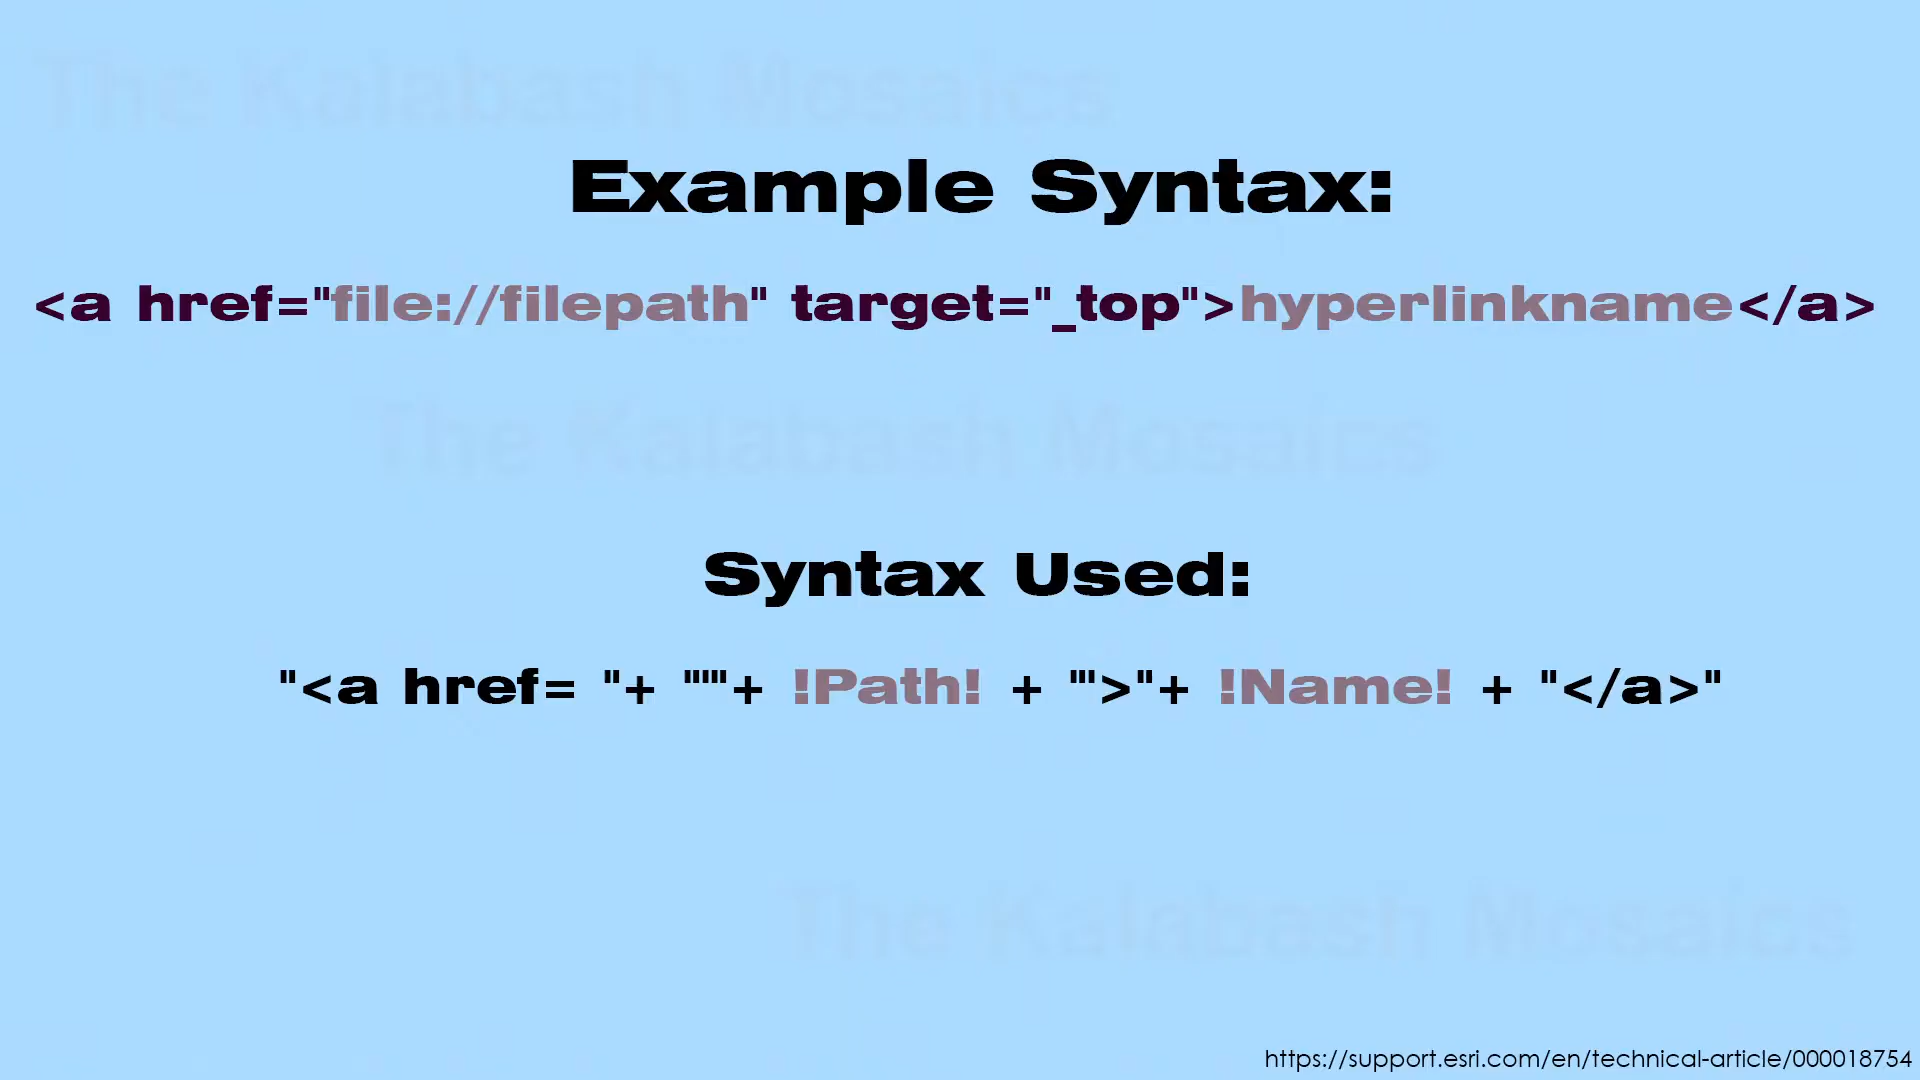 The Kalabash Mosaics
Example Syntax:
<a href="file://filepath" target="_top">hyperlinkname</a>
The Kalabash Mosaics
Syntax Used:
"<a href= "+ "'"+ !Path! + "'>"+ !Name! + "</a>"
The Kalabash Mosaics
https://support.esri.com/en/technical-article/000018754